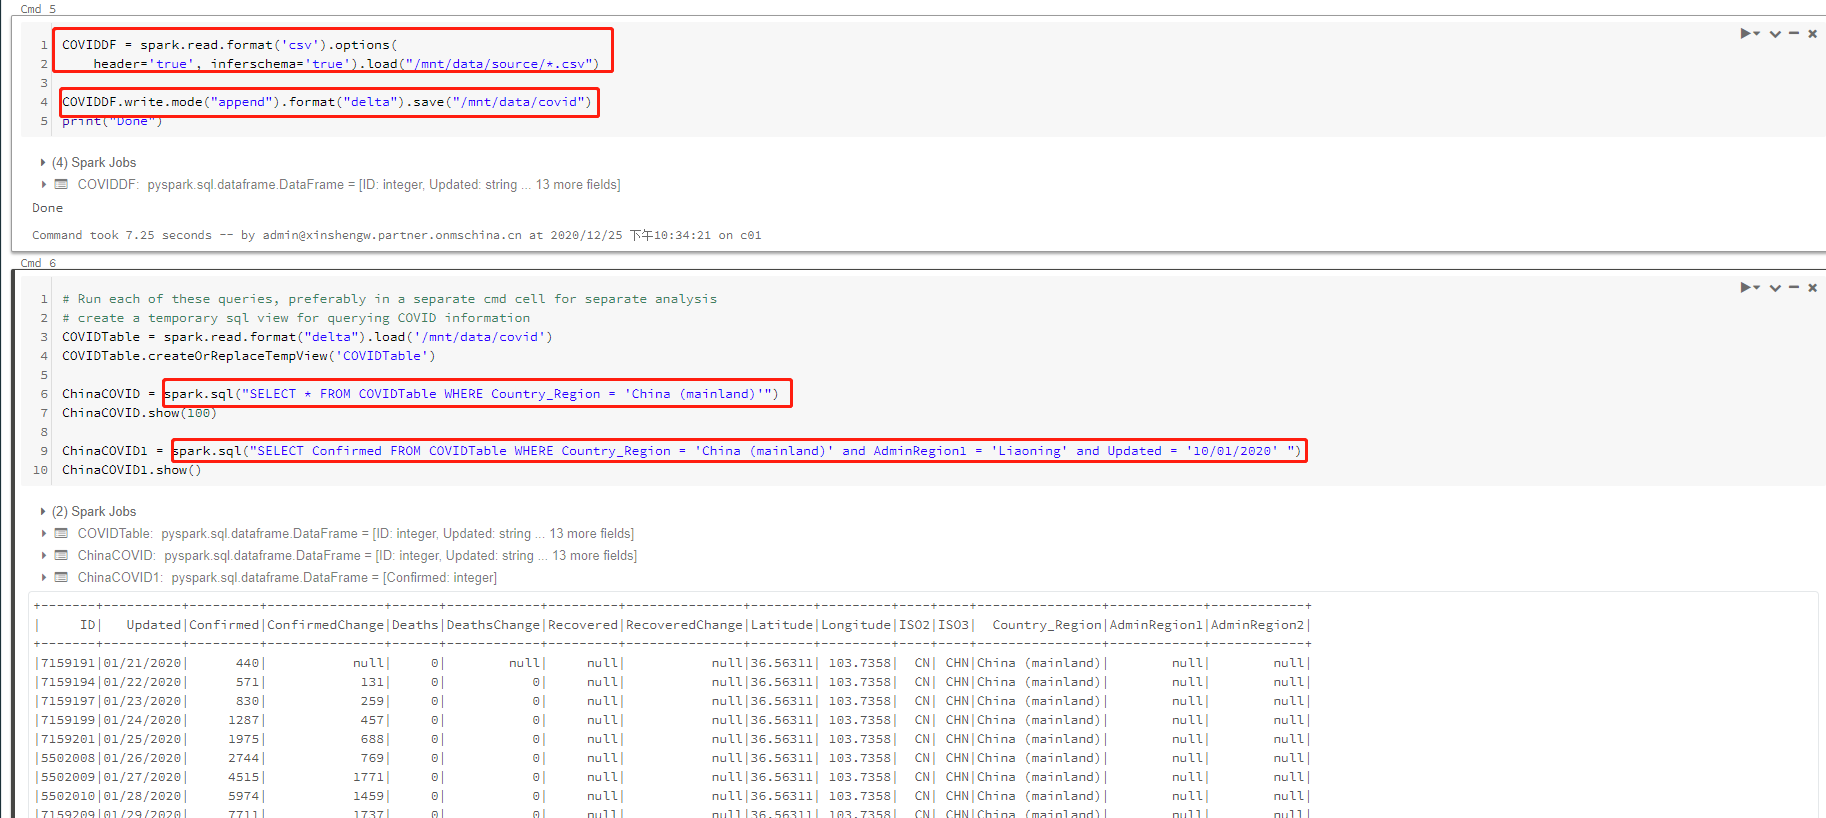 Cmd 5
1 COVIDDF = spark.read.format('csv').options(
2 header='true', inferschema='true').load("/mnt/data/source/*.csv")
3
4 COVIDDF.write.mode("append").format("delta").save("/mnt/data/covid")
5 print("Done")
(4) Spark Jobs
COVIDDF: pyspark.sql.dataframe.DataFrame = [ID: integer, Updated: string ... 13 more fields]
Done
Command took 7.25 seconds -- by admin@xinshengw.partner.onmschina.cn at 2020/12/25 下午10:34:21 on c01
Cmd 6
1 # Run each of these queries, preferably in a separate cmd cell for separate analysis
2 # create a temporary sql view for querying COVID information
3 COVIDTable = spark.read.format("delta").load('/mnt/data/covid')
4 COVIDTable.createOrReplaceTempView('COVIDTable')
5
6 ChinaCOVID = spark.sql("SELECT * FROM COVIDTable WHERE Country_Region = 'China (mainland)'")
7 ChinaCOVID.show(100)
8
9 ChinaCOVID1 = spark.sql("SELECT Confirmed FROM COVIDTable WHERE Country_Region = 'China (mainland)' and AdminRegion1 = 'Liaoning' and Updated = '10/01/2020' ")
10 ChinaCOVID1.show()
(2) Spark Jobs
COVIDTable: pyspark.sql.dataframe.DataFrame = [ID: integer, Updated: string ... 13 more fields]
ChinaCOVID: pyspark.sql.dataframe.DataFrame = [ID: integer, Updated: string ... 13 more fields]
ChinaCOVID1: pyspark.sql.dataframe.DataFrame = [Confirmed: integer]
+-------+----------+---------+---------------+------+------------+---------+---------------+--------+---------+----+----+----------------+------------+------------+
| ID| Updated|Confirmed|ConfirmedChange|Deaths|DeathsChange|Recovered|RecoveredChange|Latitude|Longitude|ISO2|ISO3| Country_Region|AdminRegion1|AdminRegion2|
+-------+----------+---------+---------------+------+------------+---------+---------------+--------+---------+----+----+----------------+------------+------------+
|7159191|01/21/2020| 440| null| 0| null| null| null|36.56311| 103.7358| CN| CHN|China (mainland)| null| null|
|7159194|01/22/2020| 571| 131| 0| 0| null| null|36.56311| 103.7358| CN| CHN|China (mainland)| null| null|
|7159197|01/23/2020| 830| 259| 0| 0| null| null|36.56311| 103.7358| CN| CHN|China (mainland)| null| null|
|7159199|01/24/2020| 1287| 457| 0| 0| null| null|36.56311| 103.7358| CN| CHN|China (mainland)| null| null|
|7159201|01/25/2020| 1975| 688| 0| 0| null| null|36.56311| 103.7358| CN| CHN|China (mainland)| null| null|
|5502008|01/26/2020| 2744| 769| 0| 0| null| null|36.56311| 103.7358| CN| CHN|China (mainland)| null| null|
|5502009|01/27/2020| 4515| 1771| 0| 0| null| null|36.56311| 103.7358| CN| CHN|China (mainland)| null| null|
|5502010|01/28/2020| 5974| 1459| 0| 0| null| null|36.56311| 103.7358| CN| CHN|China (mainland)| null| null|
|7159209|01/29/2020| 7711| 1737| 0| 0| null| null|36.56311| 103.7358| CN| CHN|China (mainland)| null| null|